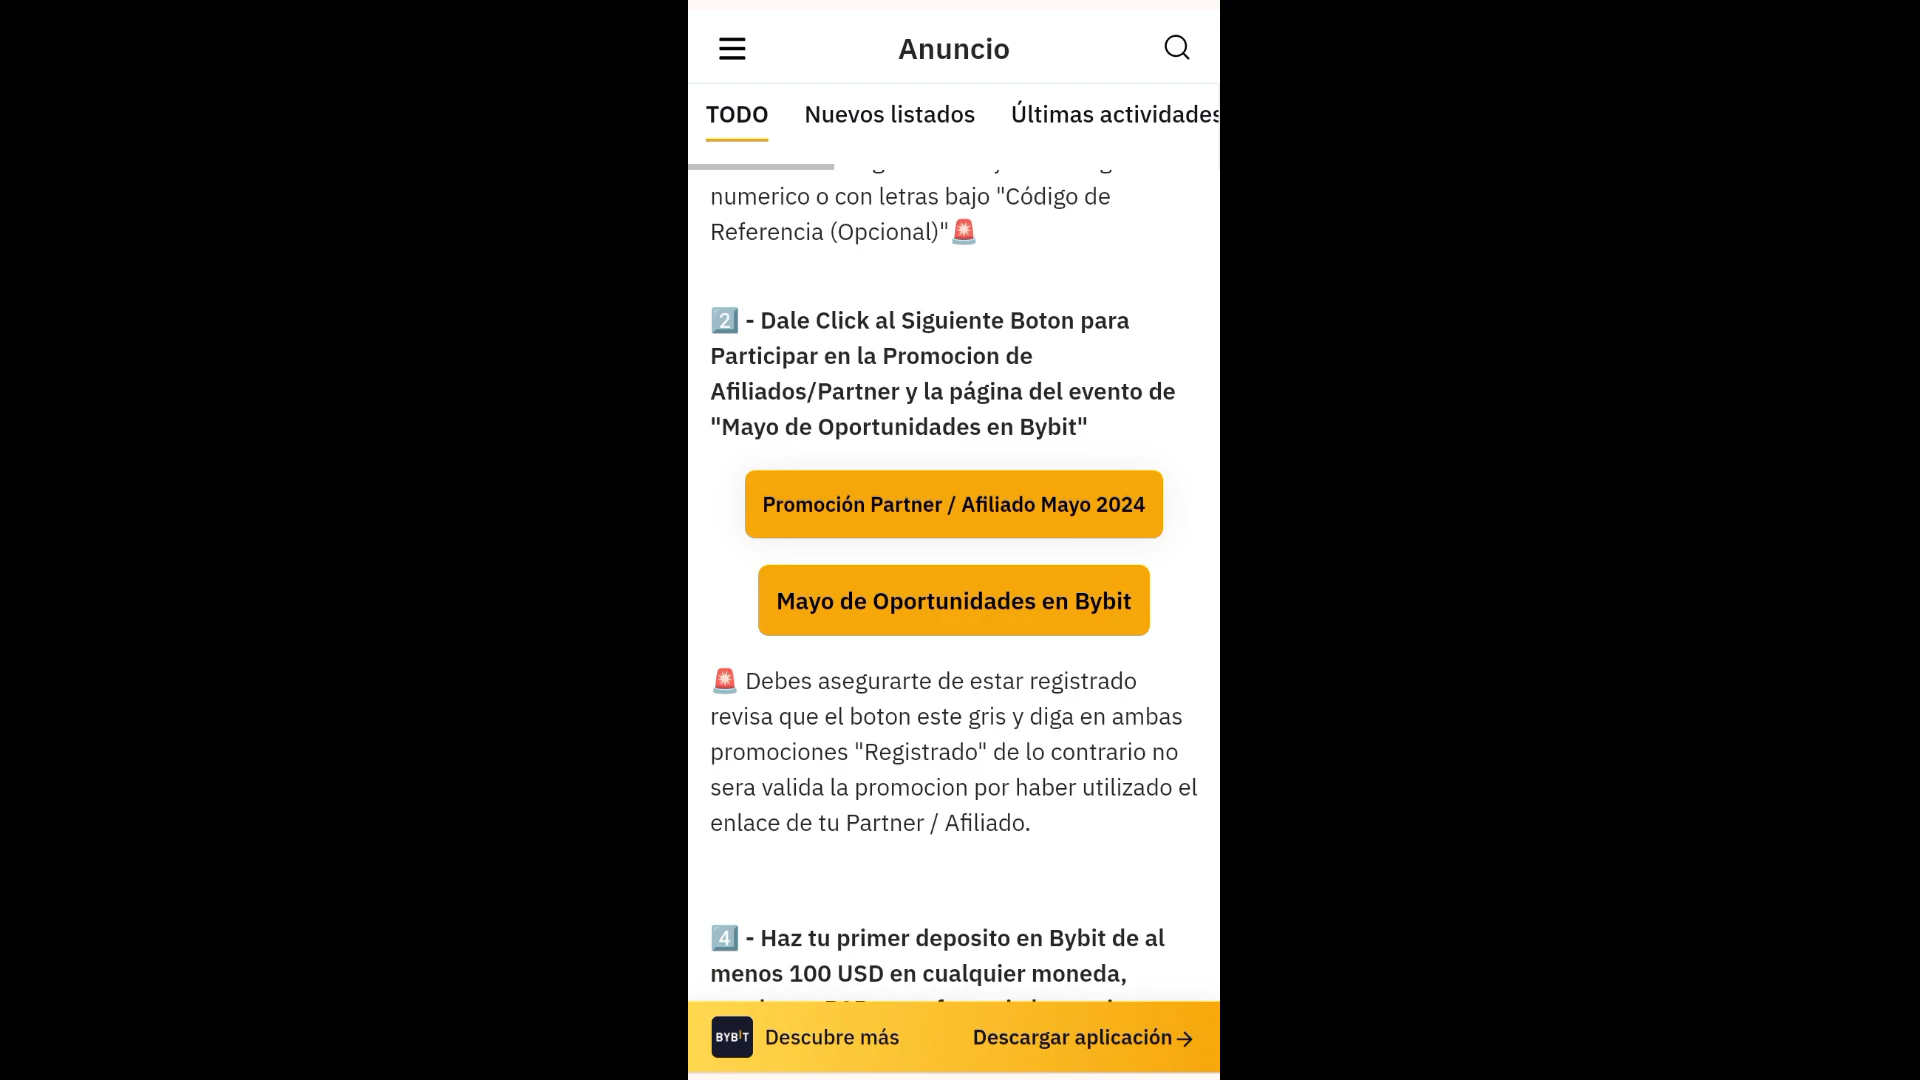 Anuncio
TODO Nuevos listados Últimas actividades
numerico o con letras bajo "Código de
Referencia (Opcional)"🚨
2️⃣ - Dale Click al Siguiente Boton para
Participar en la Promocion de
Afiliados/Partner y la página del evento de
"Mayo de Oportunidades en Bybit"
Promoción Partner / Afiliado Mayo 2024
Mayo de Oportunidades en Bybit
🚨 Debes asegurarte de estar registrado
revisa que el boton este gris y diga en ambas
promociones "Registrado" de lo contrario no
sera valida la promocion por haber utilizado el
enlace de tu Partner / Afiliado.
4️⃣ - Haz tu primer deposito en Bybit de al
menos 100 USD en cualquier moneda,
BYBIT Descubre más Descargar aplicación→